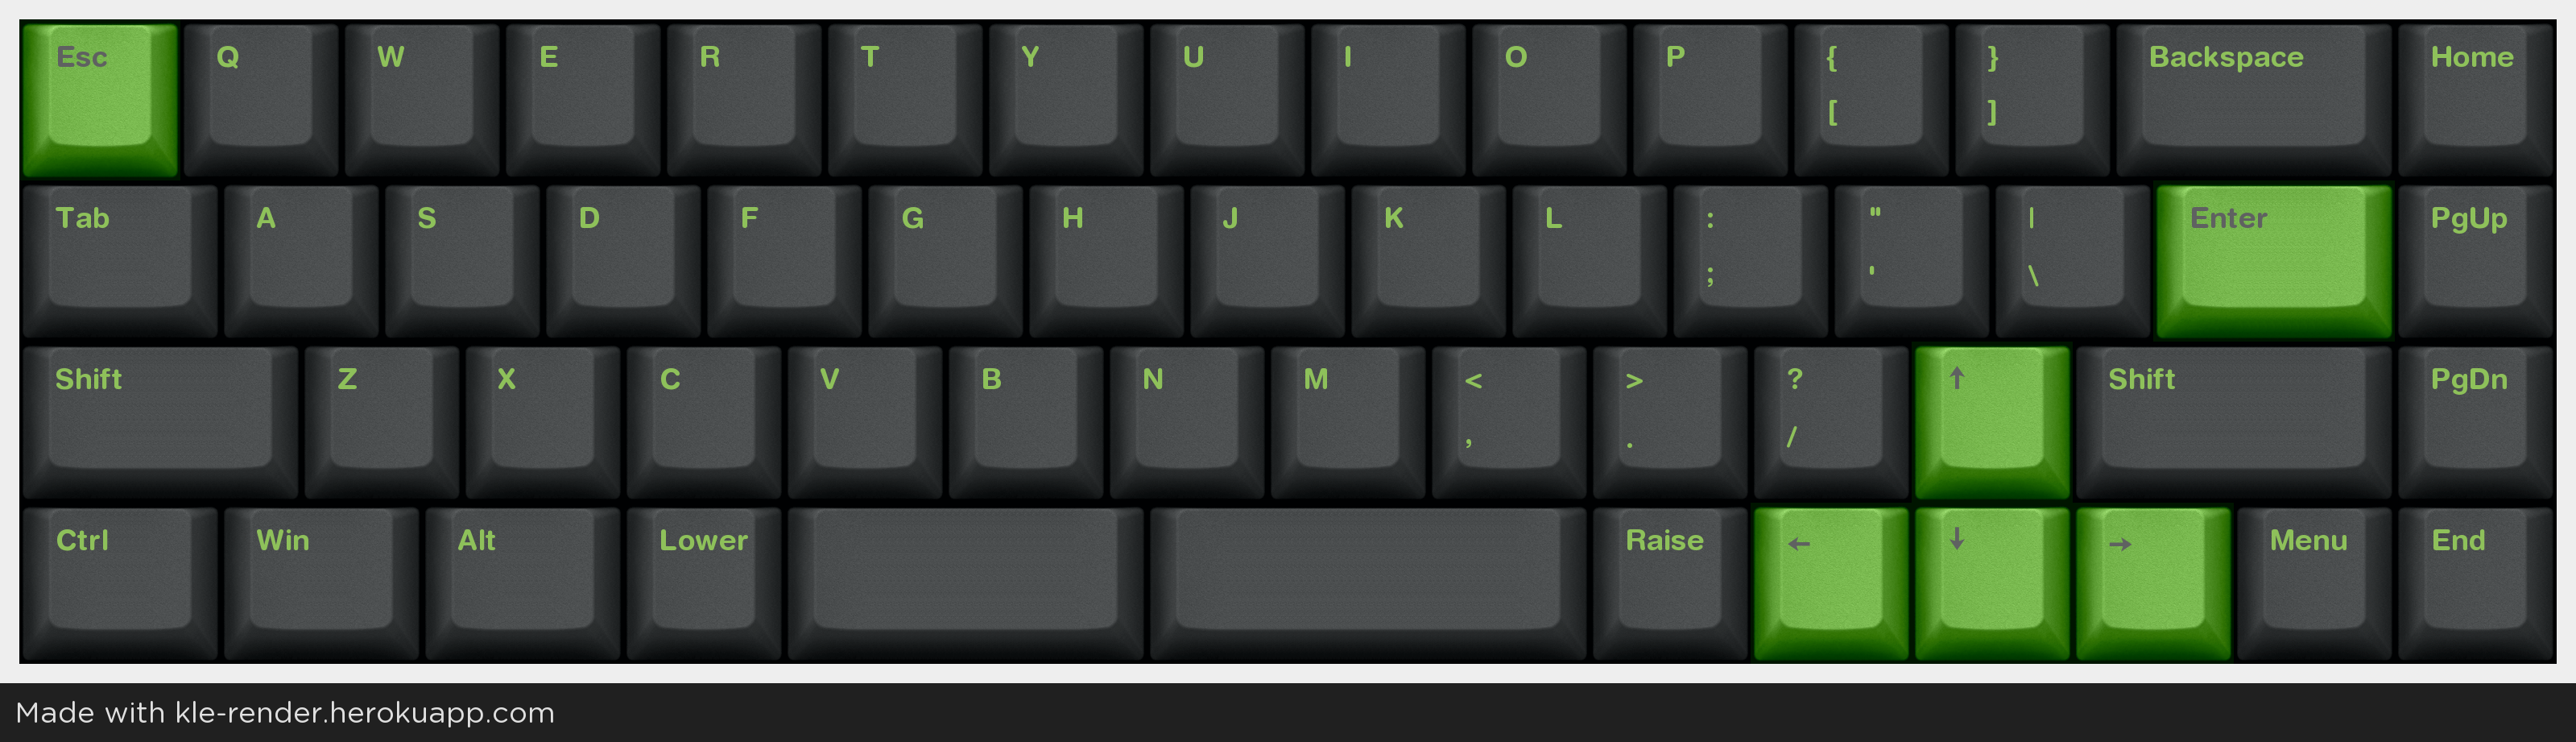 Esc Q W E R T Y U I O P { } Backspace Home
[ ]
Tab A S D F G H J K L : " | Enter PgUp
; ' \
Shift Z X C V B N M < > ? ↑ Shift PgDn
, . /
Ctrl Win Alt Lower Raise ← ↓ → Menu End
Made with kle-render.herokuapp.com